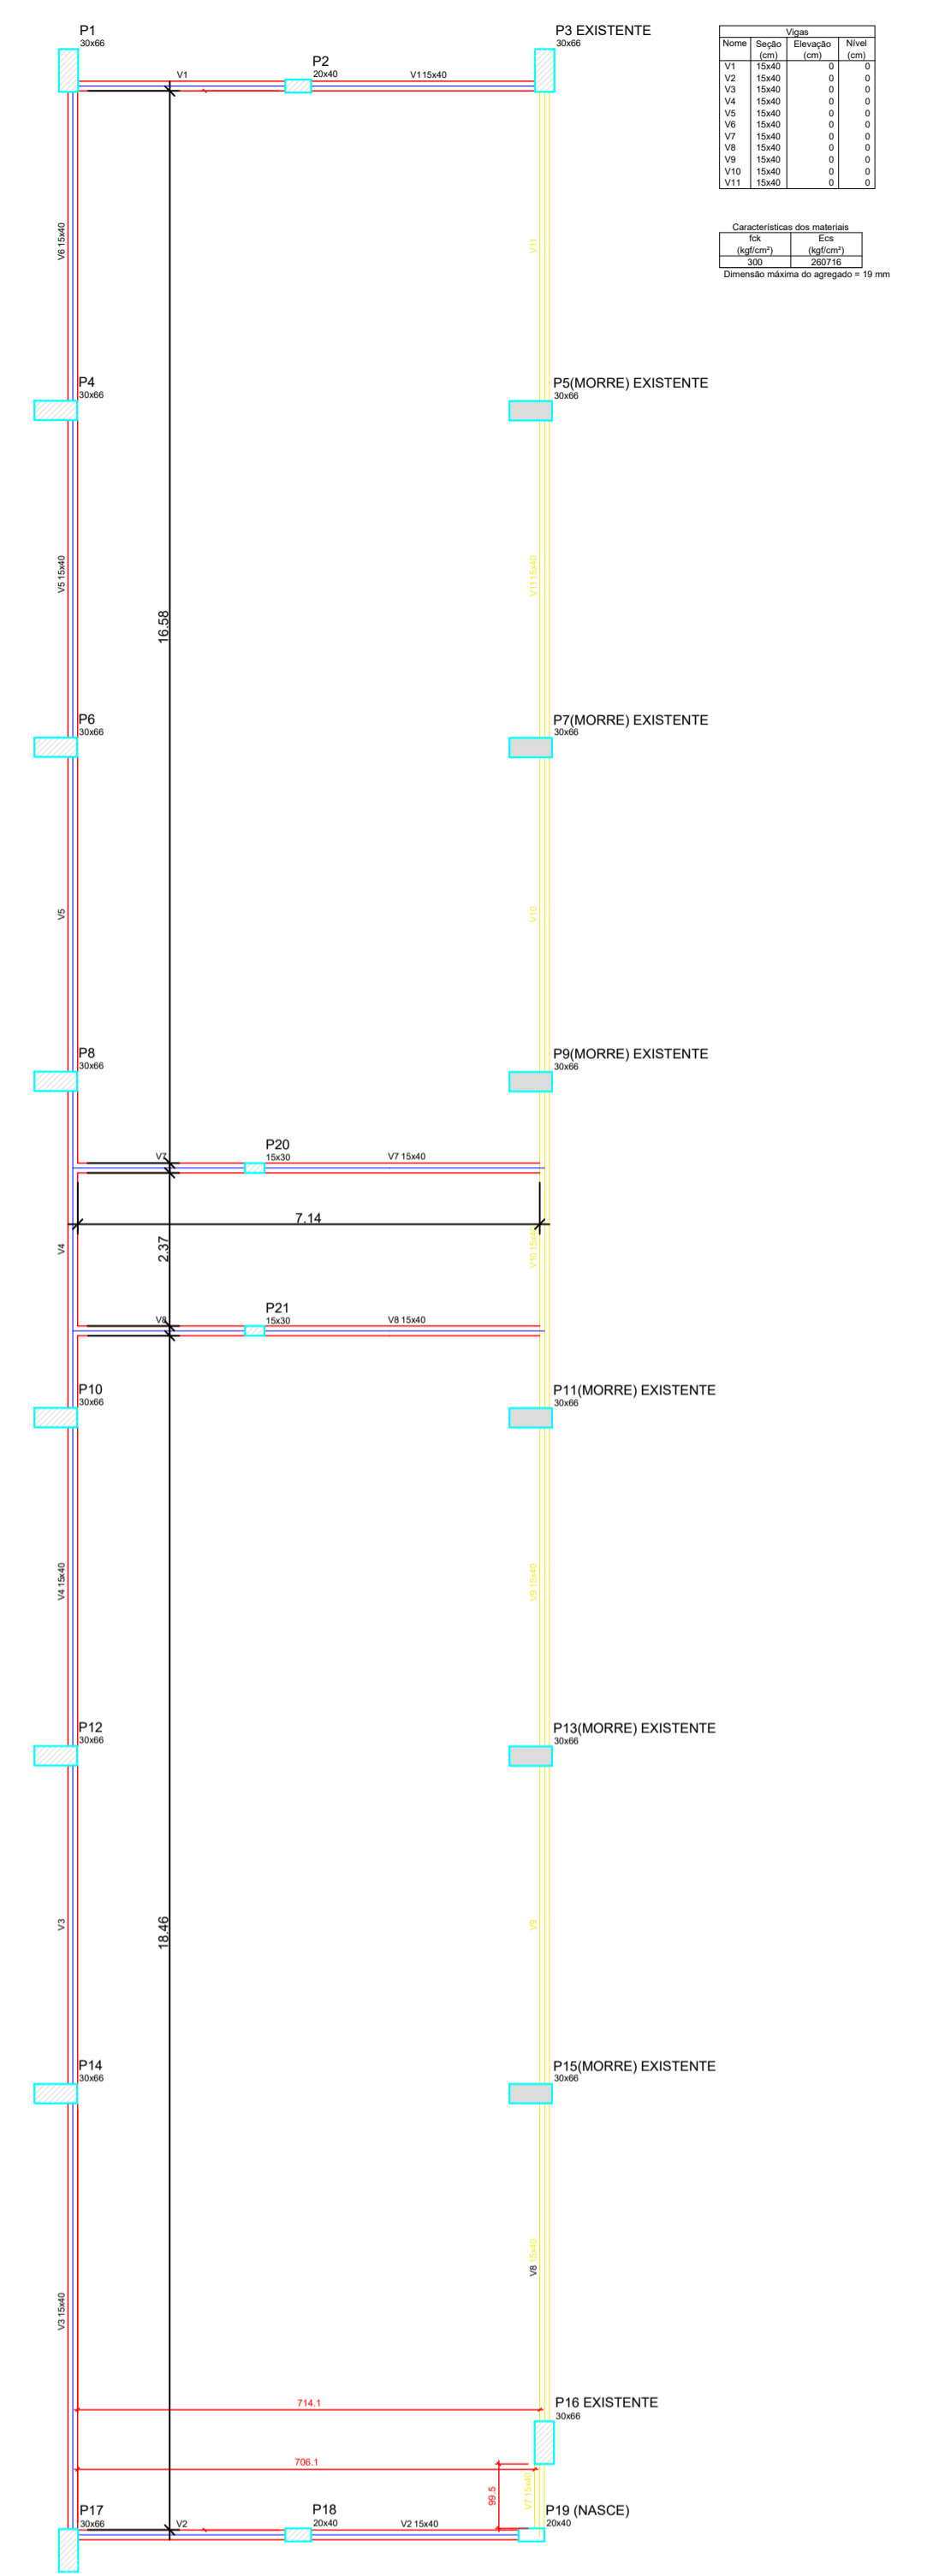 P1
30x66
P3 EXISTENTE
30x66
P2
20x40
V1
V1 15x40
Vigas
Nome Seção (cm) Elevação (cm) Nível (cm)
V1 15x40 0 0
V2 15x40 0 0
V3 15x40 0 0
V4 15x40 0 0
V5 15x40 0 0
V6 15x40 0 0
V7 15x40 0 0
V8 15x40 0 0
V9 15x40 0 0
V10 15x40 0 0
V11 15x40 0 0
Características dos materiais
fck (kgf/cm²) Ecs (kgf/cm²)
300 260716
Dimensão máxima do agregado = 19 mm
V6 15x40
V11
P4
30x66
P5(MORRE) EXISTENTE
30x66
V5 15x40
V11 15x40
16.58
P6
30x66
P7(MORRE) EXISTENTE
30x66
V5
V10
P8
30x66
P9(MORRE) EXISTENTE
30x66
P20
15x30
V7
V7 15x40
7.14
2.37
V4
V10 15x40
P21
15x30
V8
V8 15x40
P10
30x66
P11(MORRE) EXISTENTE
30x66
V4 15x40
V9 15x40
P12
30x66
P13(MORRE) EXISTENTE
30x66
V3
18.46
V9
P14
30x66
P15(MORRE) EXISTENTE
30x66
V8 15x40
V3 15x40
714.1
P16 EXISTENTE
30x66
706.1
99.5
V7 15x40
P17
30x66
V2
P18
20x40
V2 15x40
P19 (NASCE)
20x40